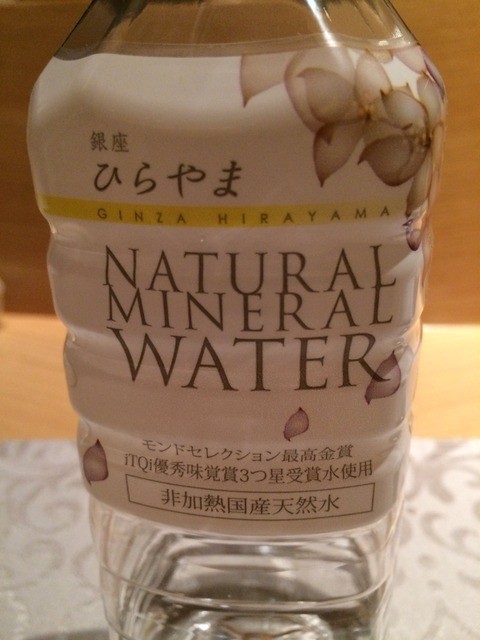 銀座
ひらやま
GINZA HIRAYAMA
NATURAL
MINERAL
WATER
モンドセレクション最高金賞
iTQi優秀味覚賞3つ星受賞水使用
非加熱国産天然水